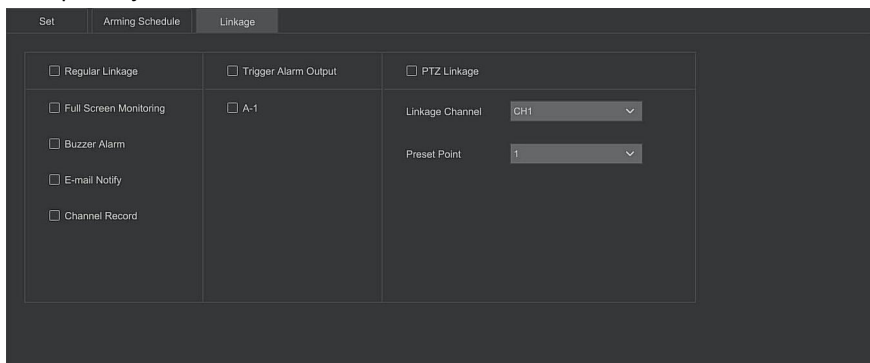 Set Arming Schedule Linkage
Regular Linkage Trigger Alarm Output PTZ Linkage
Full Screen Monitoring A-1 Linkage Channel CH1
Buzzer Alarm Preset Point 1
E-mail Notify
Channel Record